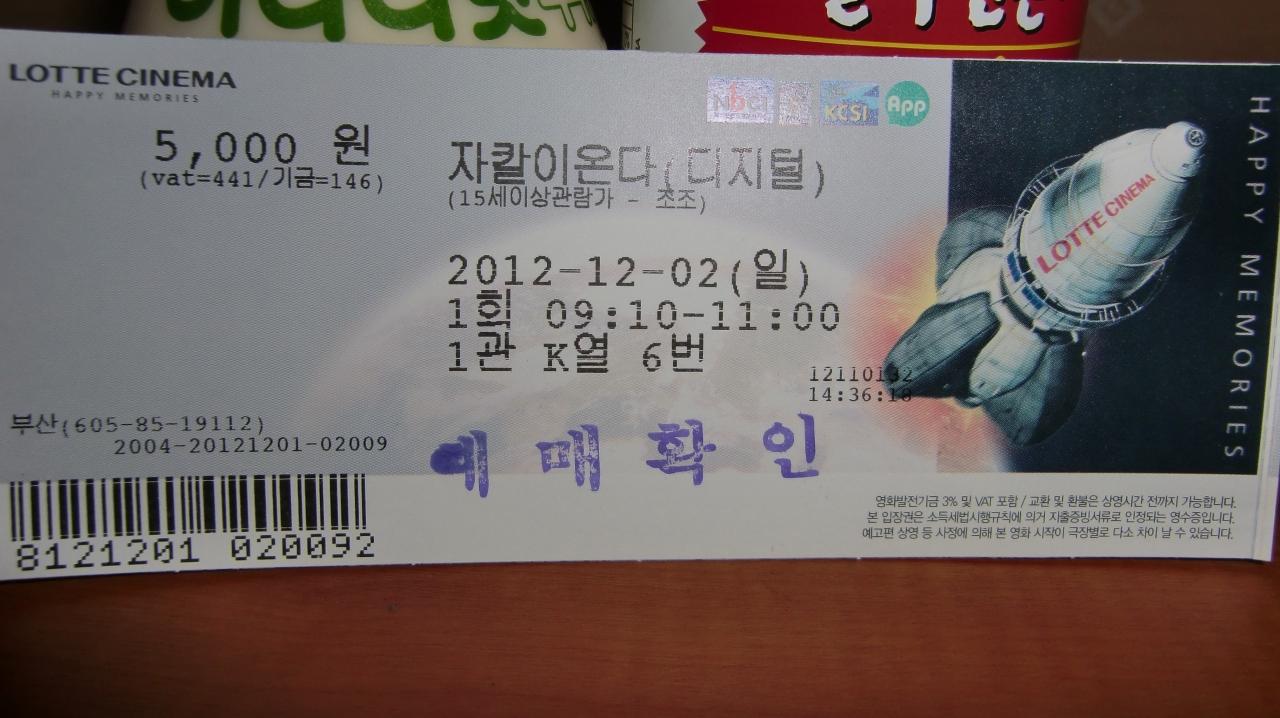 LOTTE CINEMA
HAPPY MEMORIES
5,000 원
(vat=441/기금=146)
NbCI KCSI App
자칼이온다(디지털)
(15세이상관람가 - 조조)
2012-12-02(일)
1회 09:10-11:00
1관 K열 6번
12110132
14:36:18
부산(605-85-19112)
2004-20121201-02009
예매확인
8121201 020092
LOTTE CINEMA
HAPPY MEMORIES
영화발전기금 3% 및 VAT 포함 / 교환 및 환불은 상영시간 전까지 가능합니다.
본 입장권은 소득세법시행규칙에 의거 지출증빙서류로 인정되는 영수증입니다.
예고편 상영 등 사정에 의해 본 영화 시작이 극장별로 다소 차이 날 수 있습니다.